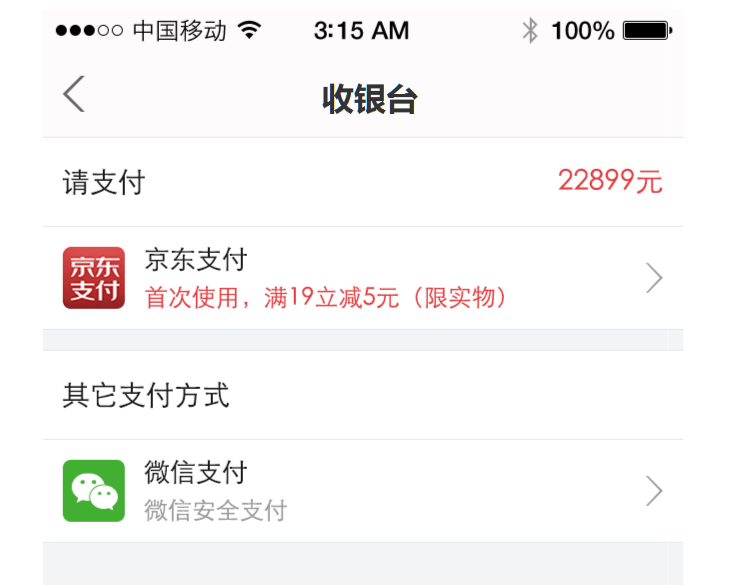 中国移动 3:15 AM 100%
收银台
请支付 22899元
京东支付
京东支付
首次使用，满19立减5元（限实物）
其它支付方式
微信支付
微信安全支付